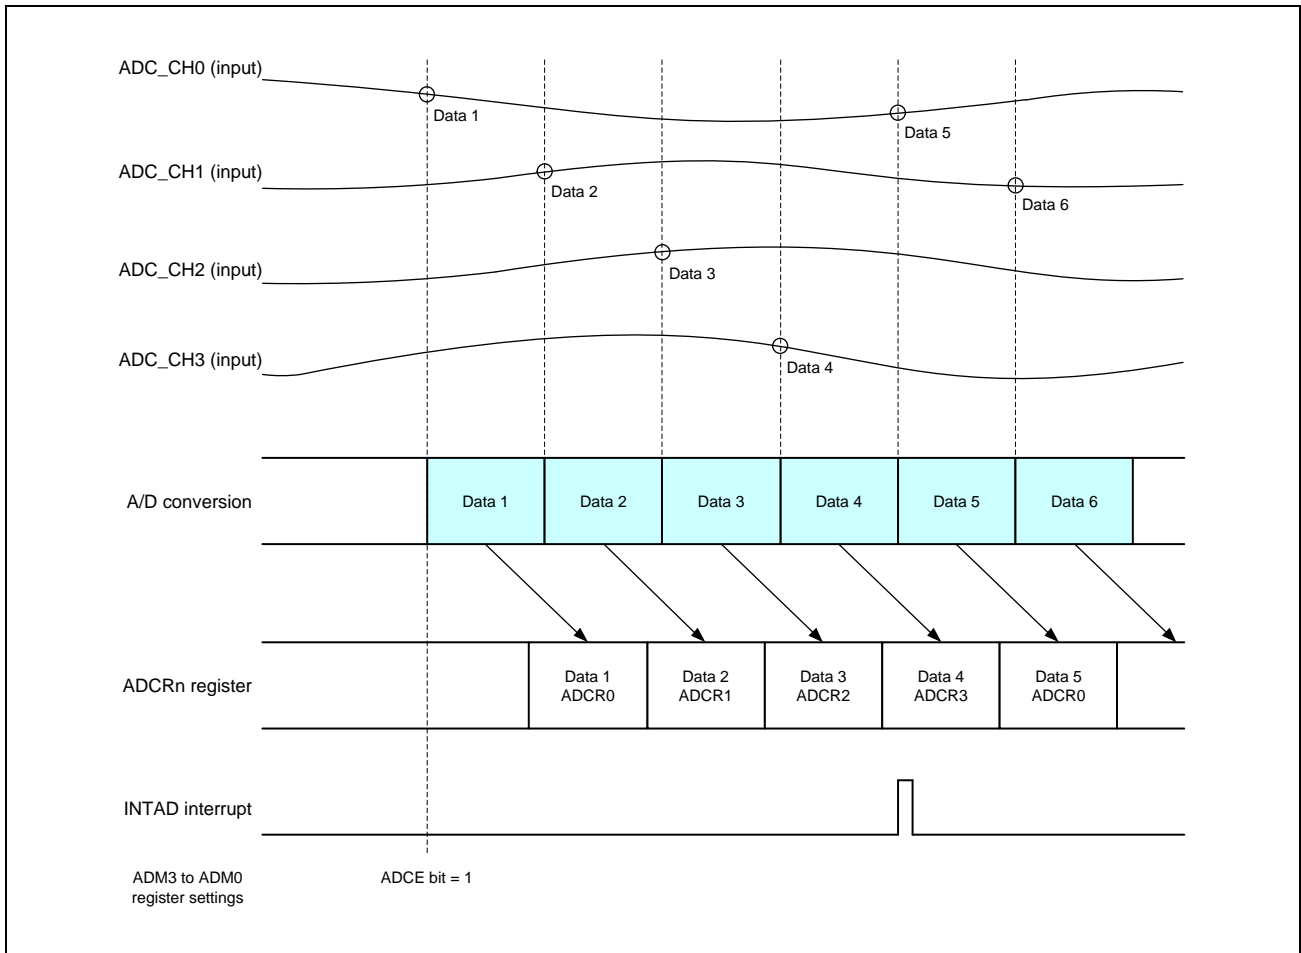 ADC_CH0 (input)
Data 1
Data 5
ADC_CH1 (input)
Data 2
Data 6
ADC_CH2 (input)
Data 3
ADC_CH3 (input)
Data 4
A/D conversion
Data 1
Data 2
Data 3
Data 4
Data 5
Data 6
ADCRn register
Data 1
ADCR0
Data 2
ADCR1
Data 3
ADCR2
Data 4
ADCR3
Data 5
ADCR0
INTAD interrupt
ADM3 to ADM0
register settings
ADCE bit = 1